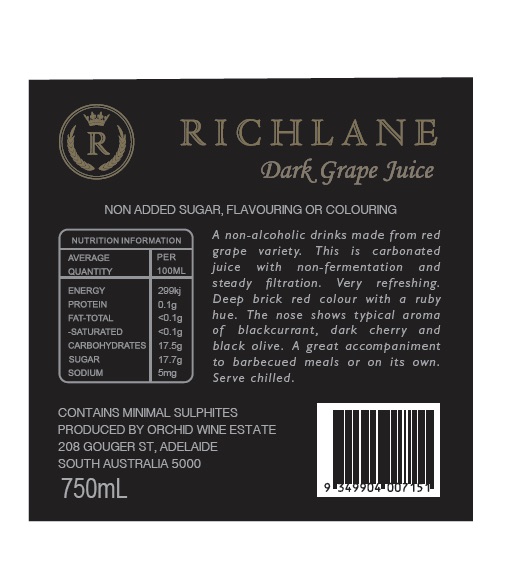 R
RICHLANE
Dark Grape Juice
NON ADDED SUGAR, FLAVOURING OR COLOURING
NUTRITION INFORMATION
AVERAGE QUANTITY PER 100ML
ENERGY 299kj
PROTEIN 0.1g
FAT-TOTAL <0.1g
-SATURATED <0.1g
CARBOHYDRATES 17.5g
SUGAR 17.7g
SODIUM 5mg
A non-alcoholic drinks made from red
grape variety. This is carbonated
juice with non-fermentation and
steady filtration. Very refreshing.
Deep brick red colour with a ruby
hue. The nose shows typical aroma
of blackcurrant, dark cherry and
black olive. A great accompaniment
to barbecued meals or on its own.
Serve chilled.
CONTAINS MINIMAL SULPHITES
PRODUCED BY ORCHID WINE ESTATE
208 GOUGER ST, ADELAIDE
SOUTH AUSTRALIA 5000
750mL
9 349904 007151